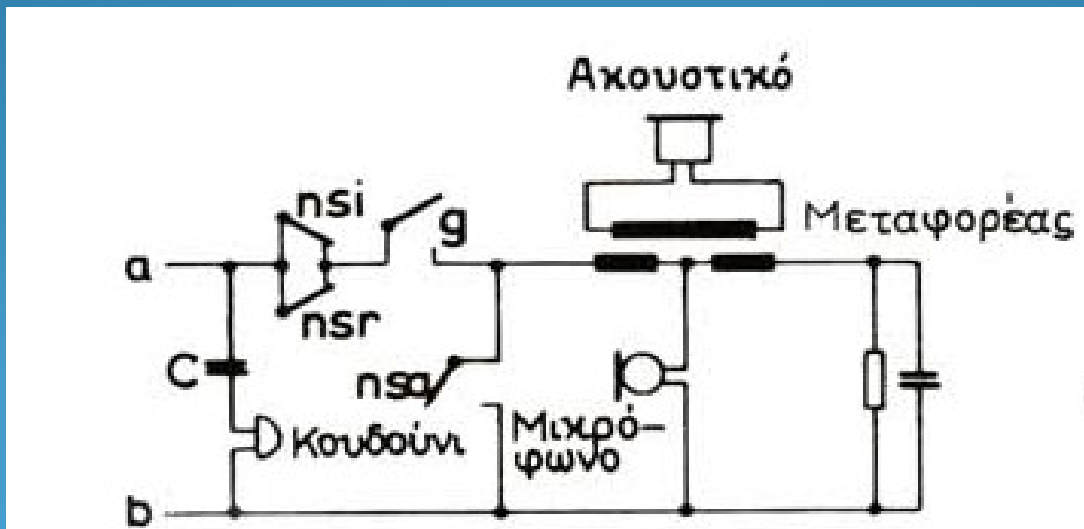 Ακουστικό
nsi
g
Μεταφορέας
a
nsr
C
nsa
Μικρό-
φωνο
Κουδούνι
b